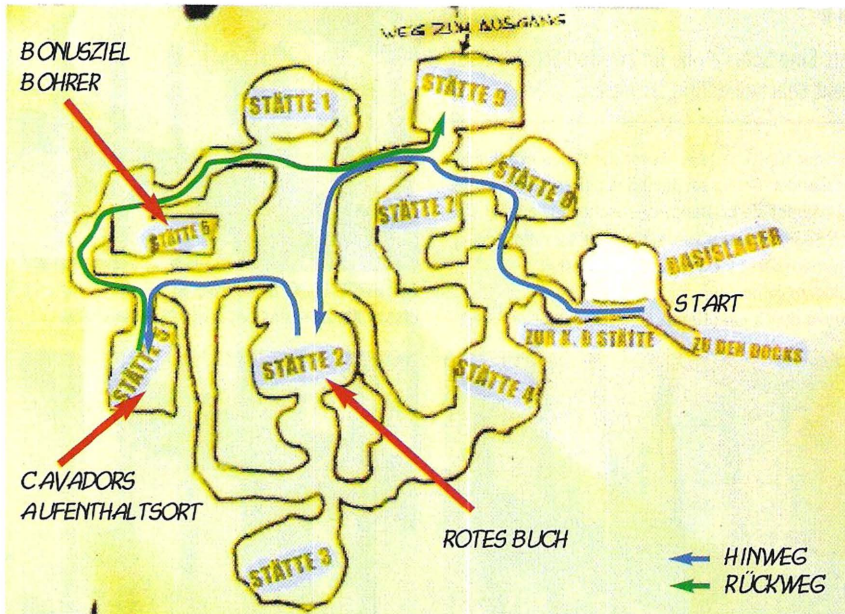 WEG ZUM AUSGANG
BONUSZIEL
BOHRER
STÄTTE 1
STÄTTE 9
STÄTTE 8
STÄTTE 7
STÄTTE 6
BASISLAGER
START
ZUR K. B STÄTTE
ZU DEN DOCKS
STÄTTE 5
STÄTTE 2
STÄTTE 4
CAVADORS
AUFENTHALTSORT
ROTES BUCH
STÄTTE 3
HINWEG
RÜCKWEG